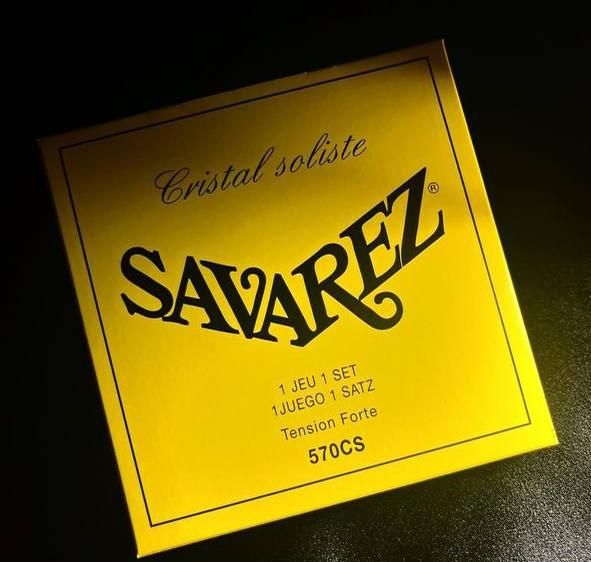 Cristal soliste
SAVAREZ®
1 JEU 1 SET
1JUEGO 1 SATZ
Tension Forte
570CS